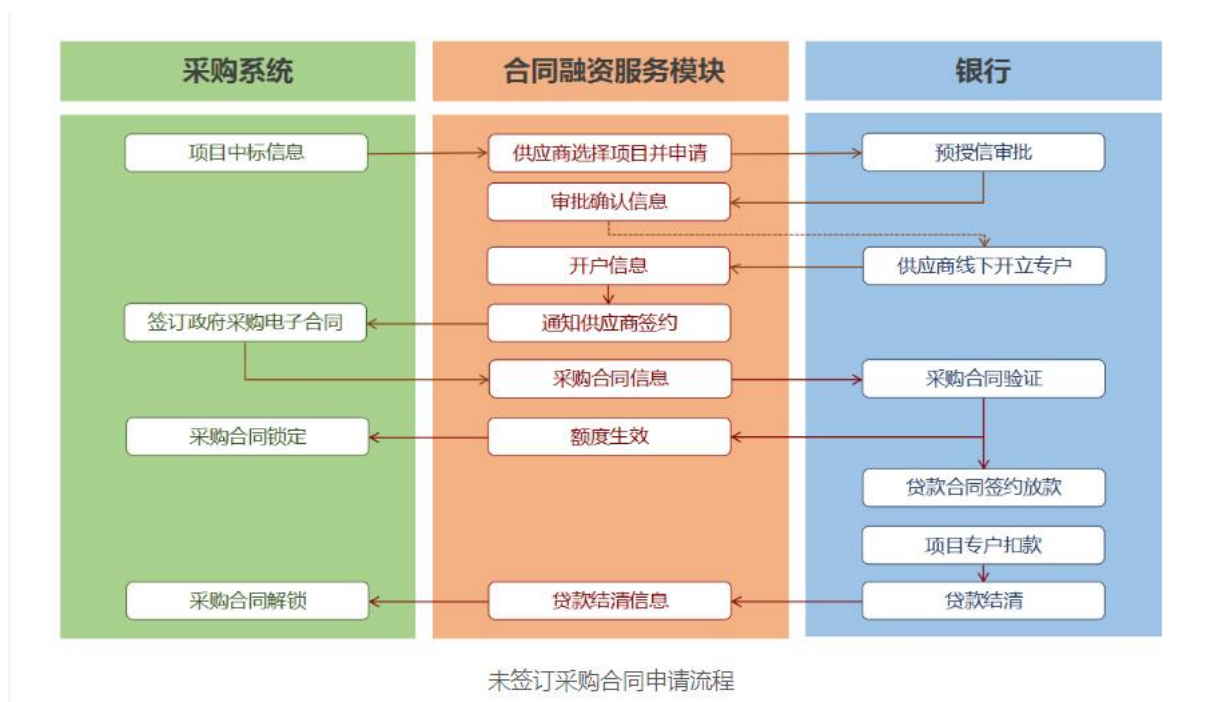 采购系统
合同融资服务模块
银行
项目中标信息
供应商选择项目并申请
预授信审批
审批确认信息
开户信息
供应商线下开立专户
签订政府采购电子合同
通知供应商签约
采购合同信息
采购合同验证
采购合同锁定
额度生效
贷款合同签约放款
项目专户扣款
采购合同解锁
贷款结清信息
贷款结清
未签订采购合同申请流程